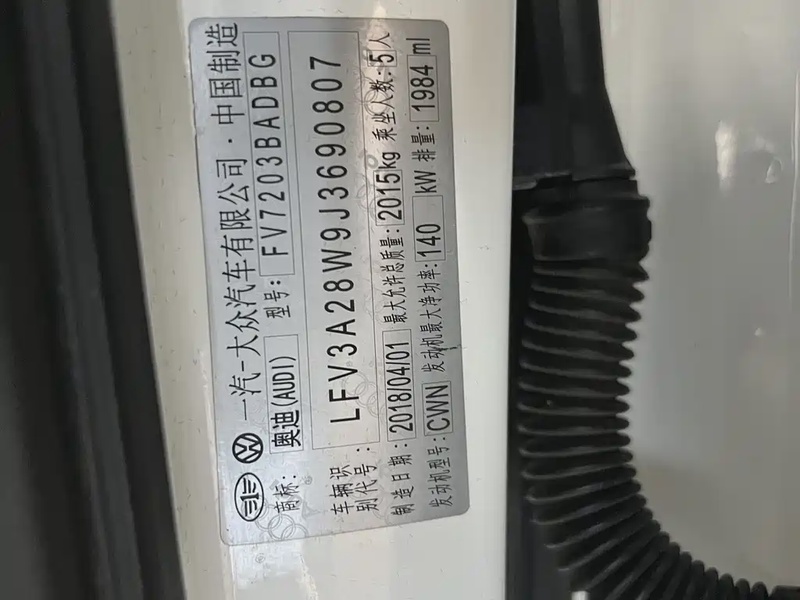 一汽-大众汽车有限公司·中国制造
商标: 奥迪(AUDI) 型号: FV7203BADBG
车辆识别代号: LFV3A28W9J3690807
制造日期: 2018/04/01 最大允许总质量: 2015kg 乘坐人数: 5人
发动机型号: CWN 发动机最大净功率: 140 kW 排量: 1984 ml